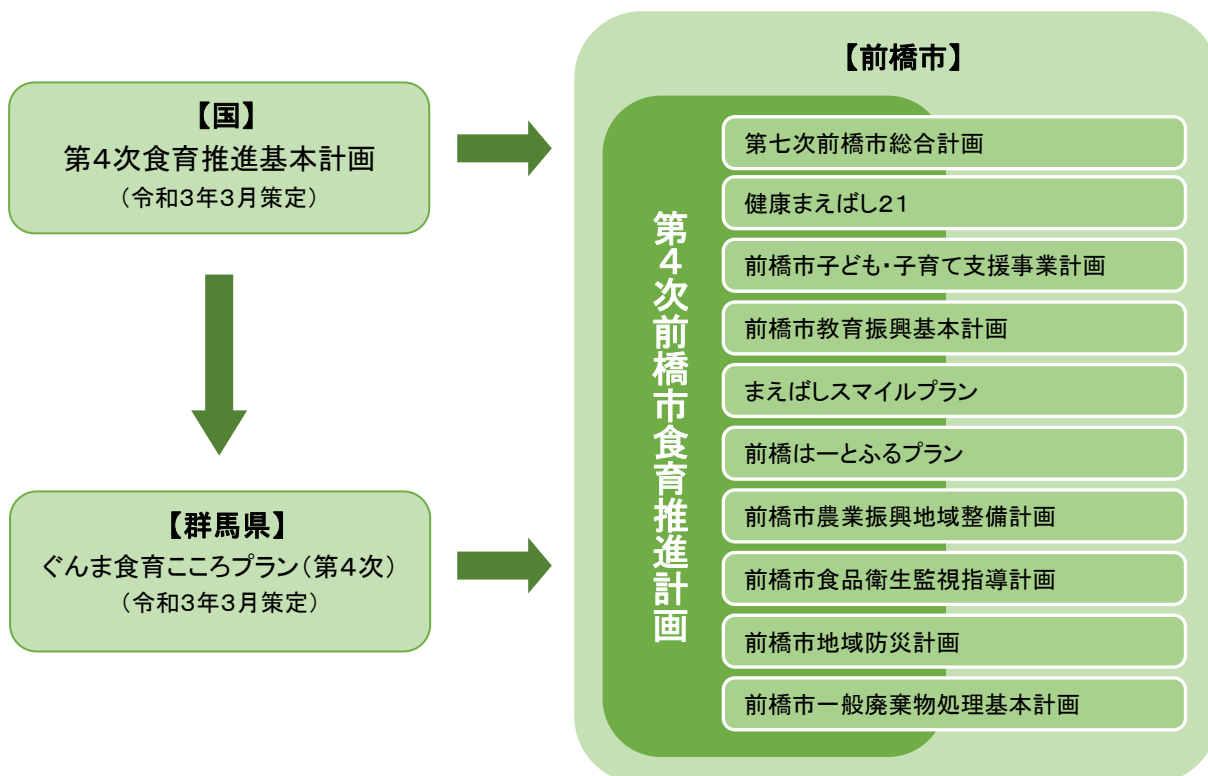 【国】
第4次食育推進基本計画
（令和3年3月策定）
【群馬県】
ぐんま食育こころプラン（第4次）
（令和3年3月策定）
【前橋市】
第4次前橋市食育推進計画
第七次前橋市総合計画
健康まえばし21
前橋市子ども・子育て支援事業計画
前橋市教育振興基本計画
まえばしスマイルプラン
前橋はーとふるプラン
前橋市農業振興地域整備計画
前橋市食品衛生監視指導計画
前橋市地域防災計画
前橋市一般廃棄物処理基本計画